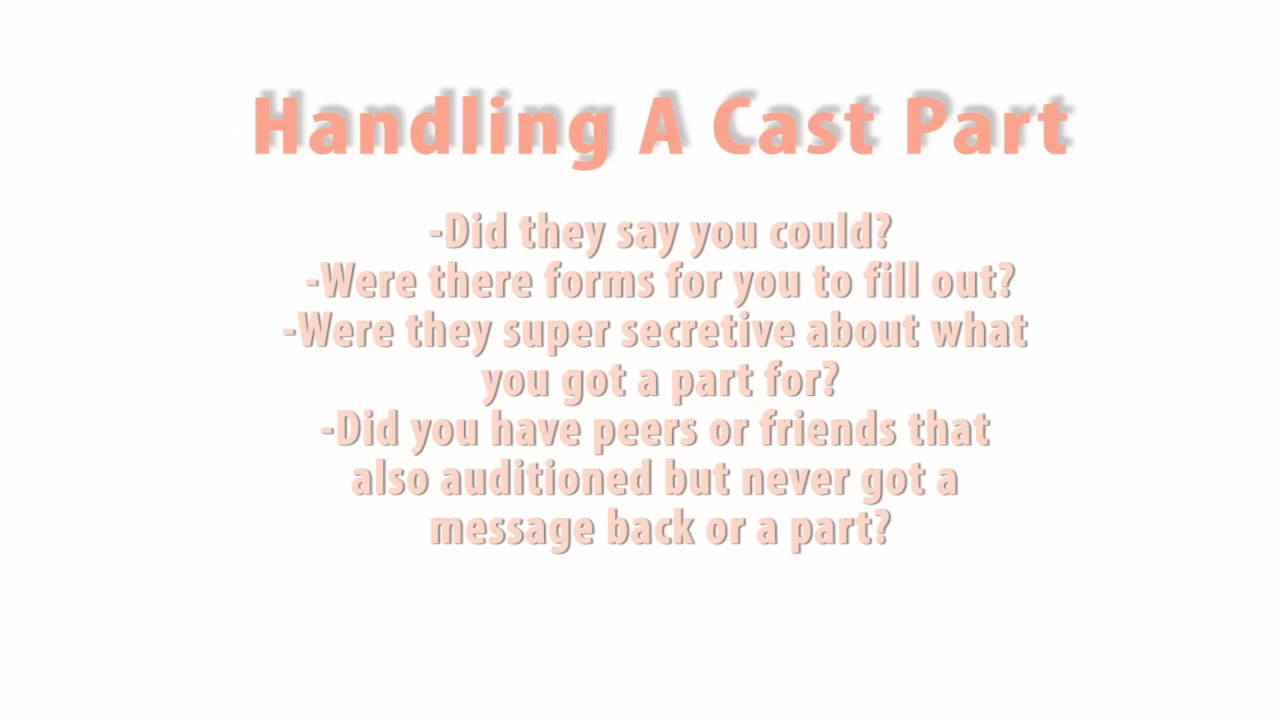 Handling A Cast Part
-Did they say you could?
-Were there forms for you to fill out?
-Were they super secretive about what
you got a part for?
-Did you have peers or friends that
also auditioned but never got a
message back or a part?